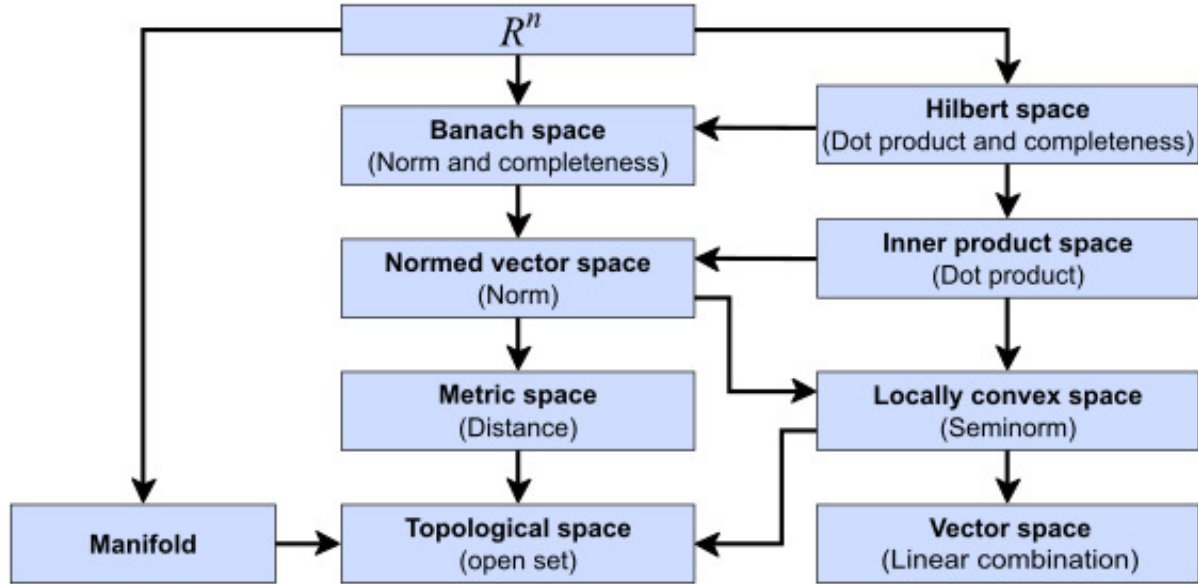 R^n
Banach space
(Norm and completeness)
Hilbert space
(Dot product and completeness)
Normed vector space
(Norm)
Inner product space
(Dot product)
Metric space
(Distance)
Locally convex space
(Seminorm)
Manifold
Topological space
(open set)
Vector space
(Linear combination)